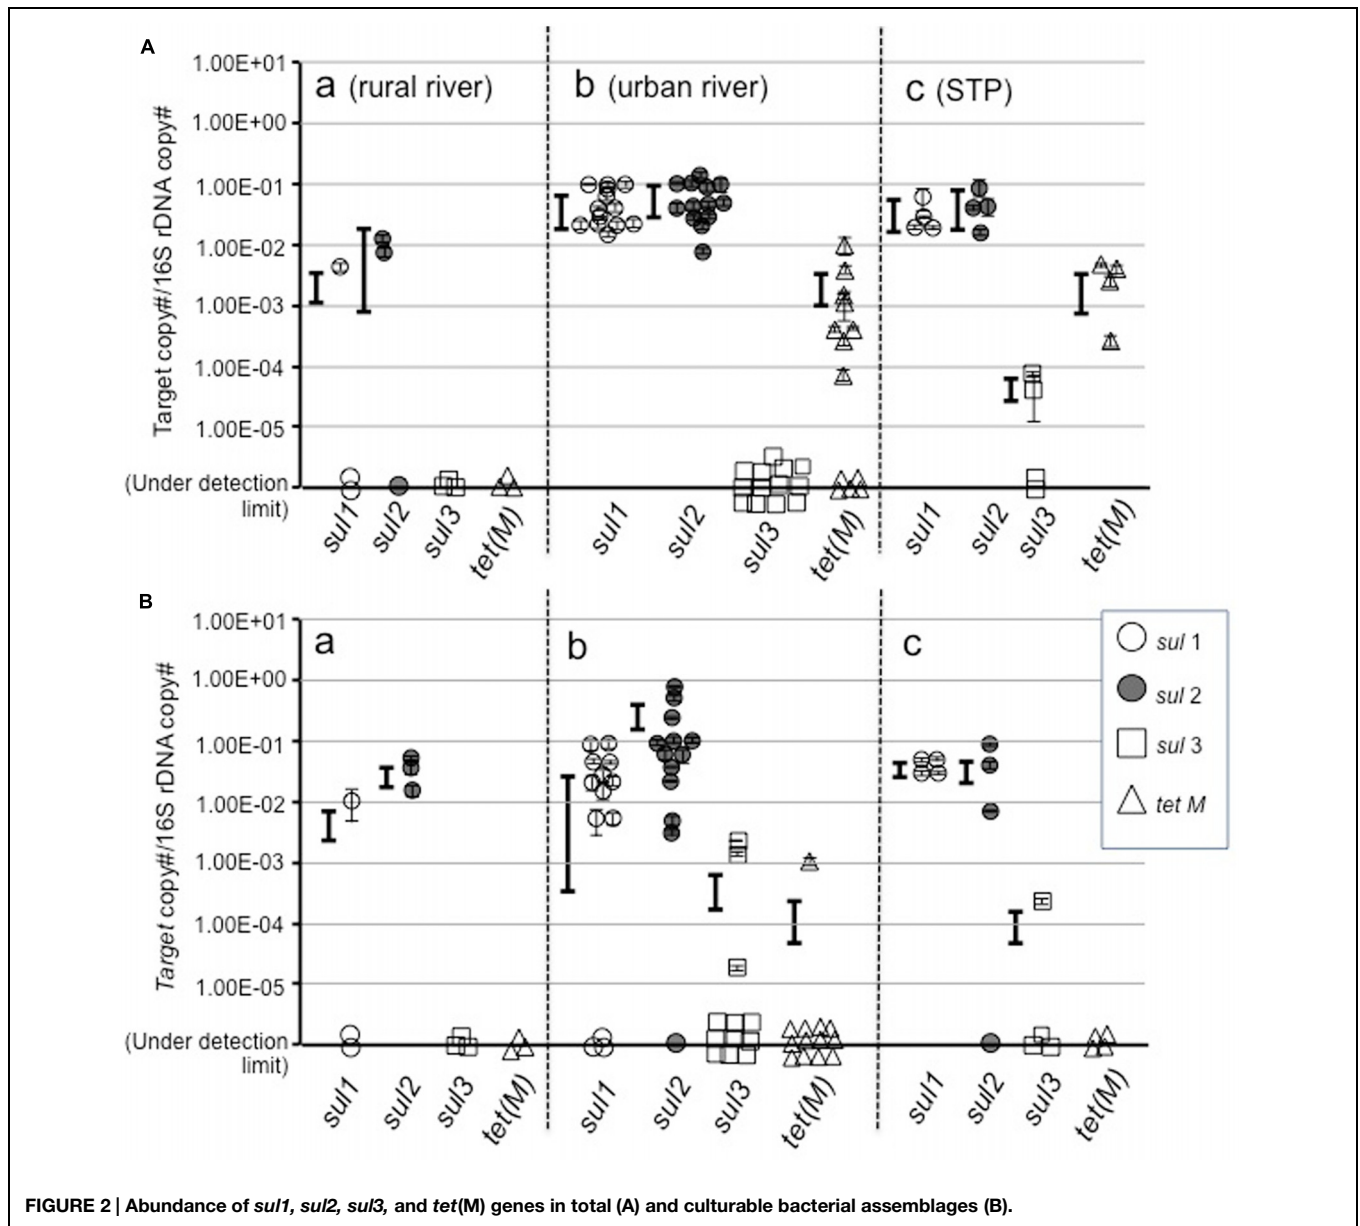 A
1.00E+01
a (rural river)
b (urban river)
c (STP)
1.00E+00
1.00E-01
1.00E-02
1.00E-03
1.00E-04
1.00E-05
(Under detection
limit)
Target copy#/16S rDNA copy#
sul1
sul2
sul3
tet(M)
sul1
sul2
sul3
tet(M)
sul1
sul2
sul3
tet(M)
B
1.00E+01
a
b
c
1.00E+00
1.00E-01
1.00E-02
1.00E-03
1.00E-04
1.00E-05
(Under detection
limit)
Target copy#/16S rDNA copy#
sul 1
sul 2
sul 3
tet M
sul1
sul2
sul3
tet(M)
sul1
sul2
sul3
tet(M)
sul1
sul2
sul3
tet(M)
FIGURE 2 | Abundance of sul1, sul2, sul3, and tet(M) genes in total (A) and culturable bacterial assemblages (B).